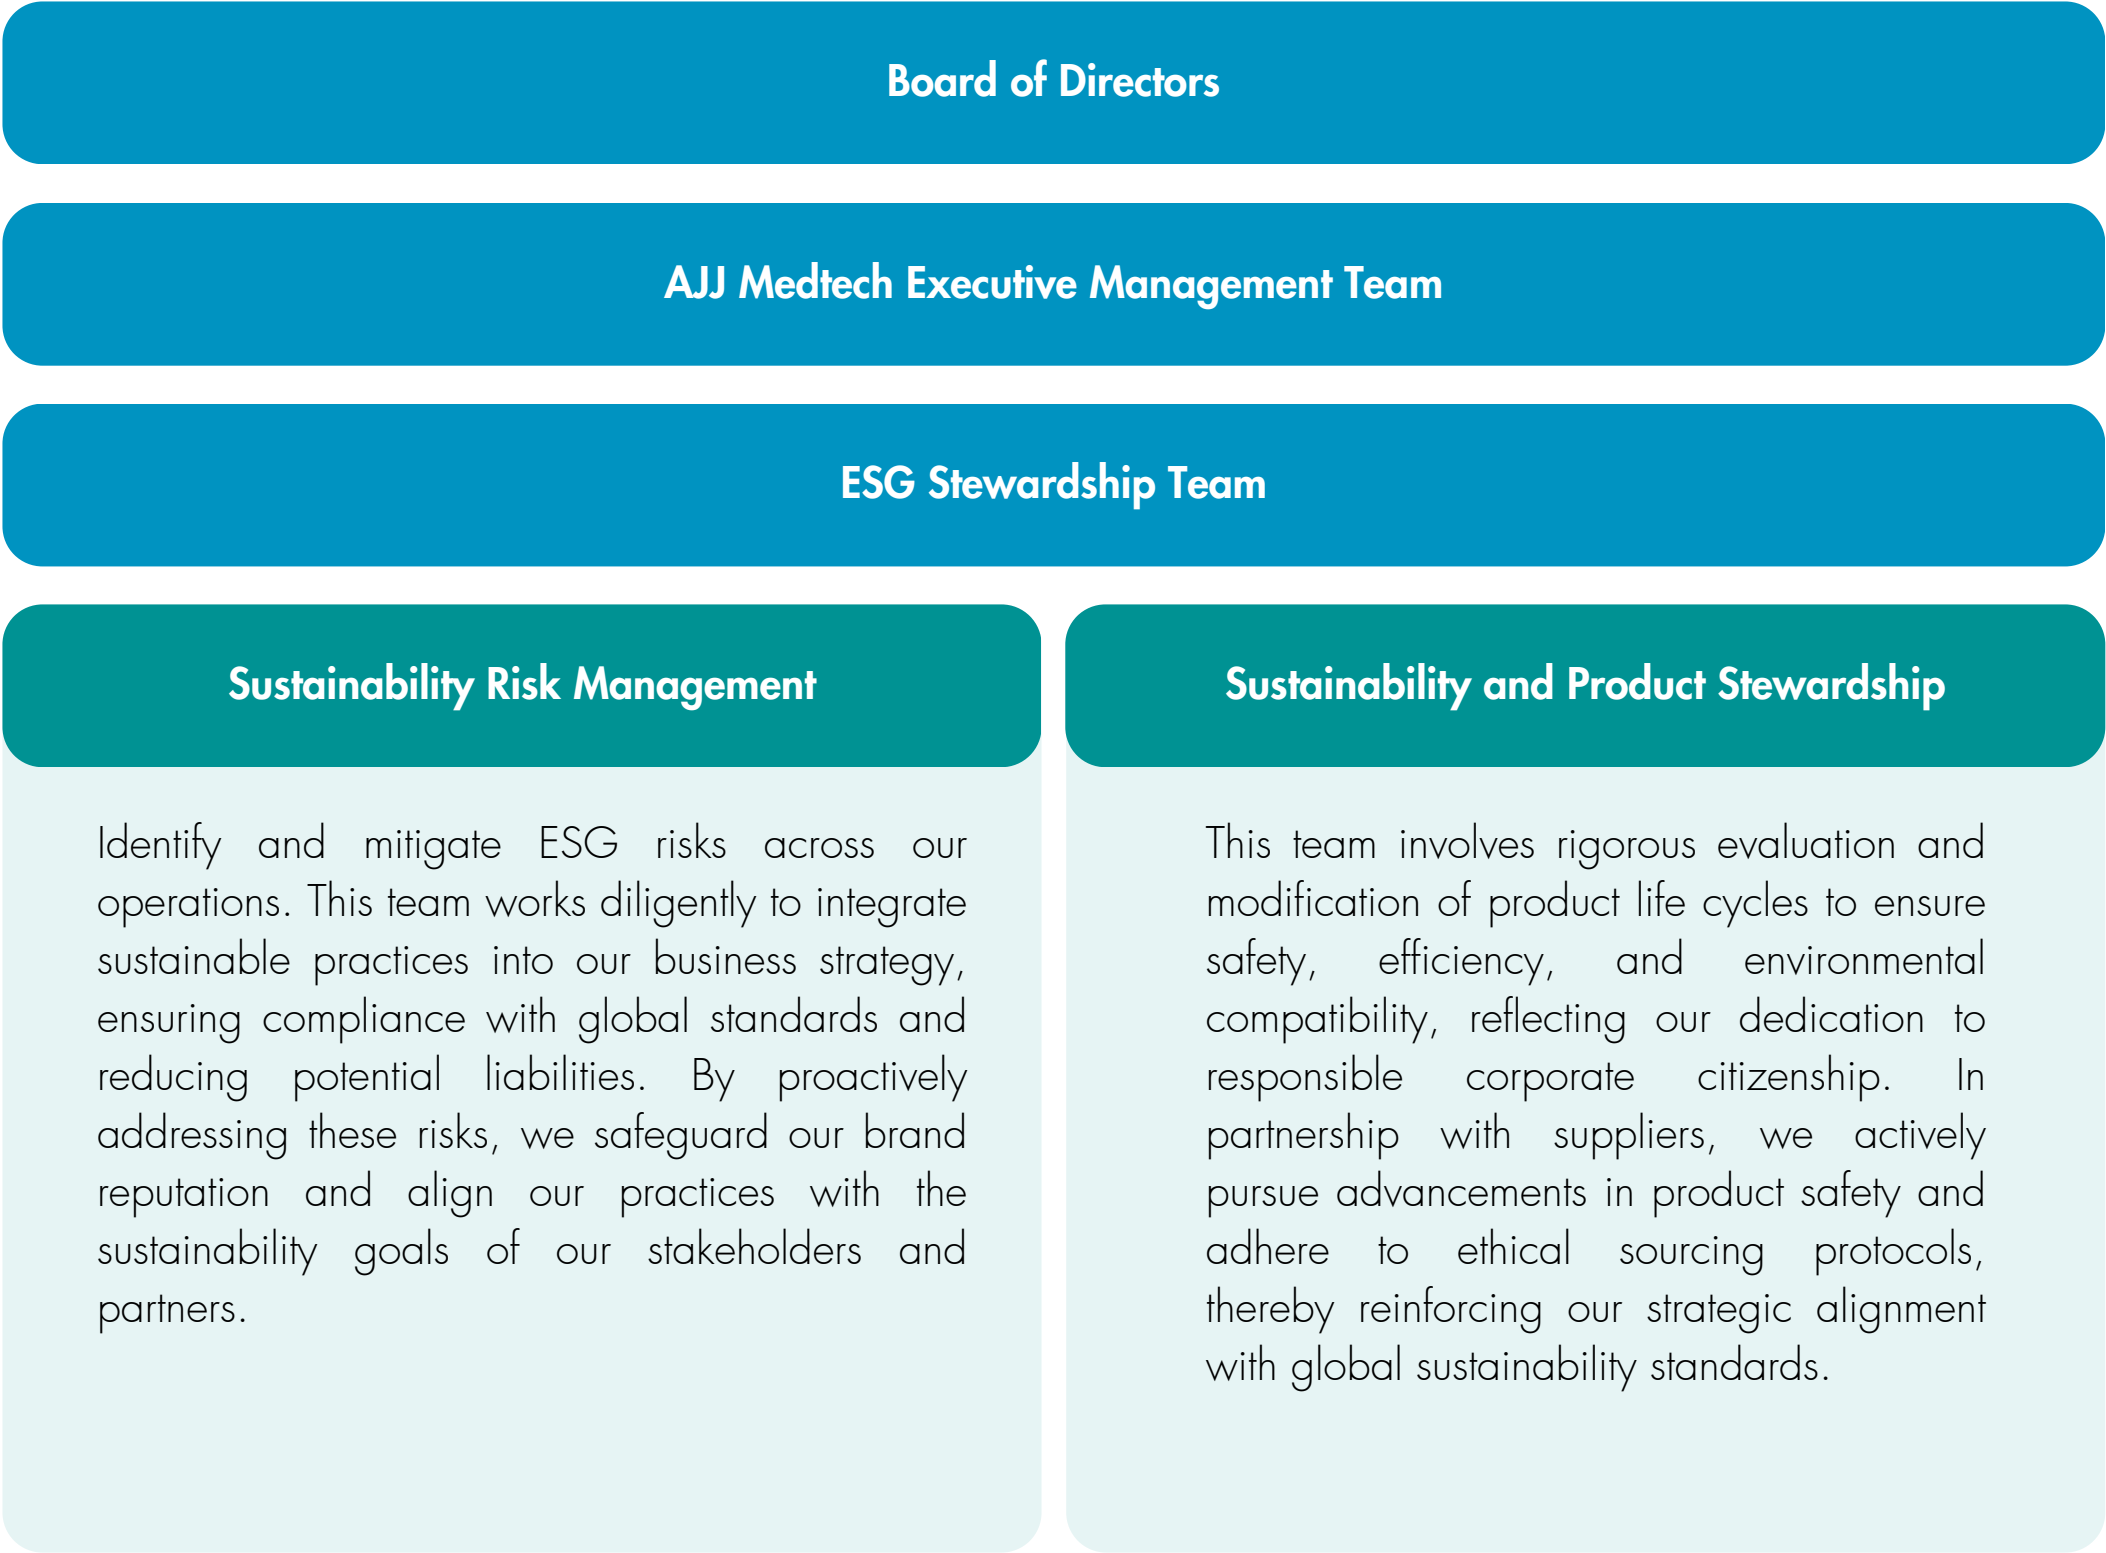 Board of Directors
AJJ Medtech Executive Management Team
ESG Stewardship Team
Sustainability Risk Management
Identify and mitigate ESG risks across our
operations. This team works diligently to integrate
sustainable practices into our business strategy,
ensuring compliance with global standards and
reducing potential liabilities. By proactively
addressing these risks, we safeguard our brand
reputation and align our practices with the
sustainability goals of our stakeholders and
partners.
Sustainability and Product Stewardship
This team involves rigorous evaluation and
modification of product life cycles to ensure
safety, efficiency, and environmental
compatibility, reflecting our dedication to
responsible corporate citizenship. In
partnership with suppliers, we actively
pursue advancements in product safety and
adhere to ethical sourcing protocols,
thereby reinforcing our strategic alignment
with global sustainability standards.